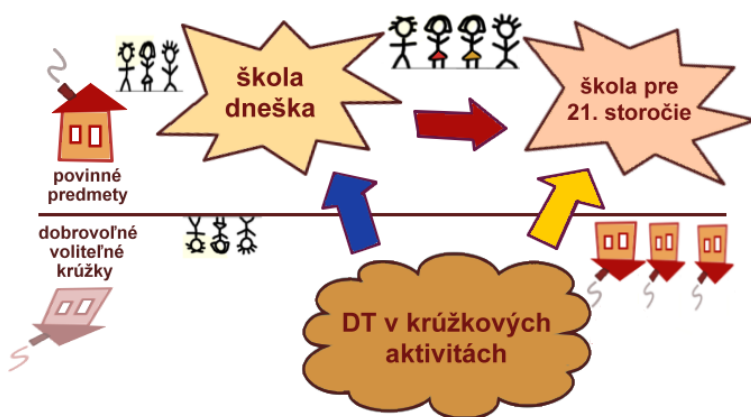 škola
dneška
škola pre
21. storočie
povinné
predmety
dobrovoľné
voliteľné
krúžky
DT v krúžkových
aktivitách